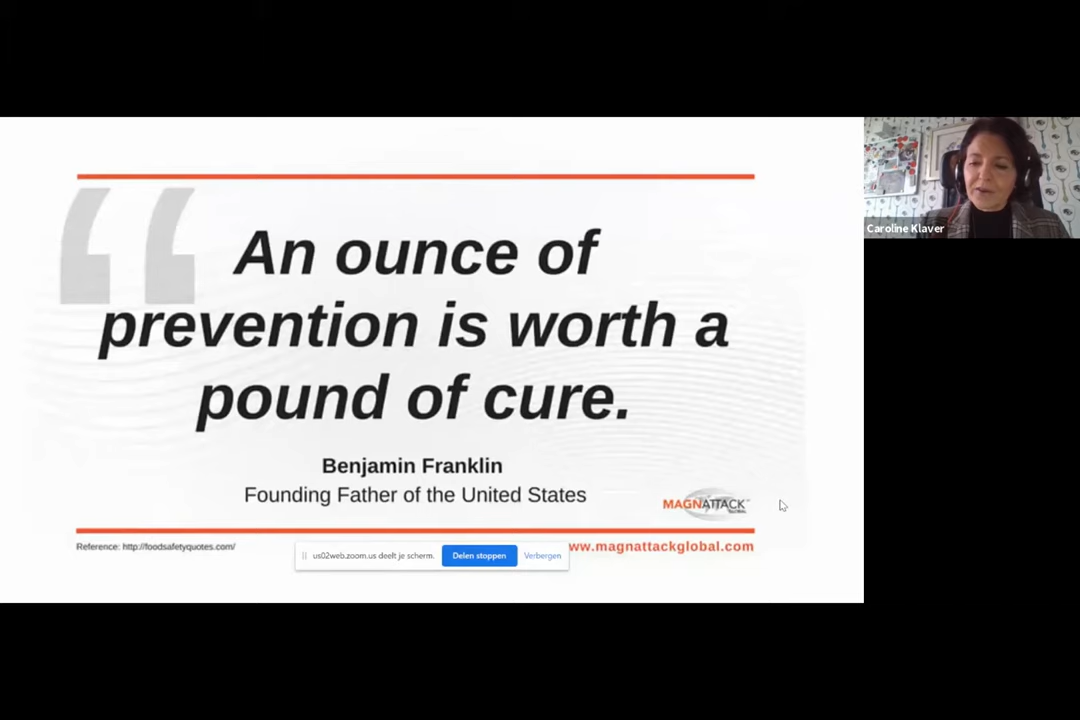 An ounce of
prevention is worth a
pound of cure.
Benjamin Franklin
Founding Father of the United States
MAGNATTACK
GLOBAL
Reference: http://foodsafetyquotes.com/
us02web.zoom.us deelt je scherm.
Delen stoppen
Verbergen
ww.magnattackglobal.com
Caroline Klaver